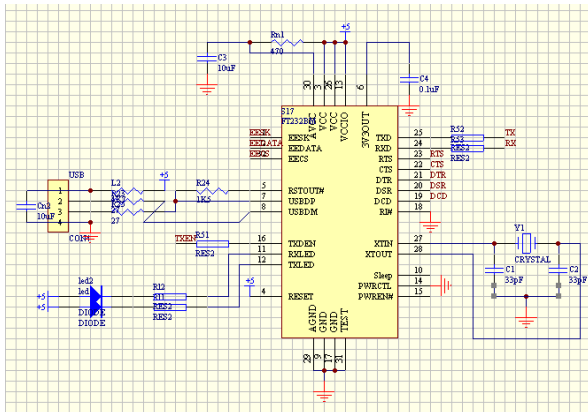 +5
Rn1
470
C3
10uF
C4
0.1uF
30
3
26
13
6
S17
FT232BM
AVCC
VCC
VCC
VCCIO
3V3OUT
EESK
EEDATA
EECS
EESK
EEDATA
EECS
TXD
RXD
RTS
CTS
DTR
DSR
DCD
RI#
25
24
23
22
21
20
19
18
R52
R53
RES2
RES2
TX
RX
RTS
CTS
DTR
DSR
DCD
USB
1
2
3
4
Cn2
10uF
CON4
L2
+5
R23
R25
27
27
R24
1K5
5
7
8
RSTOUT#
USBDP
USBDM
TXEN
R51
RES2
16
11
12
TXDEN
RXLED
TXLED
led2
led
DIODE
DIODE
+5
+5
R12
R11
RES2
RES2
+5
4
RESET
XTIN
XTOUT
27
28
Y1
CRYSTAL
C1
33pF
C2
33pF
Sleep
PWRCTL
PWREN#
10
14
15
AGND
GND
GND
TEST
29
9
17
31